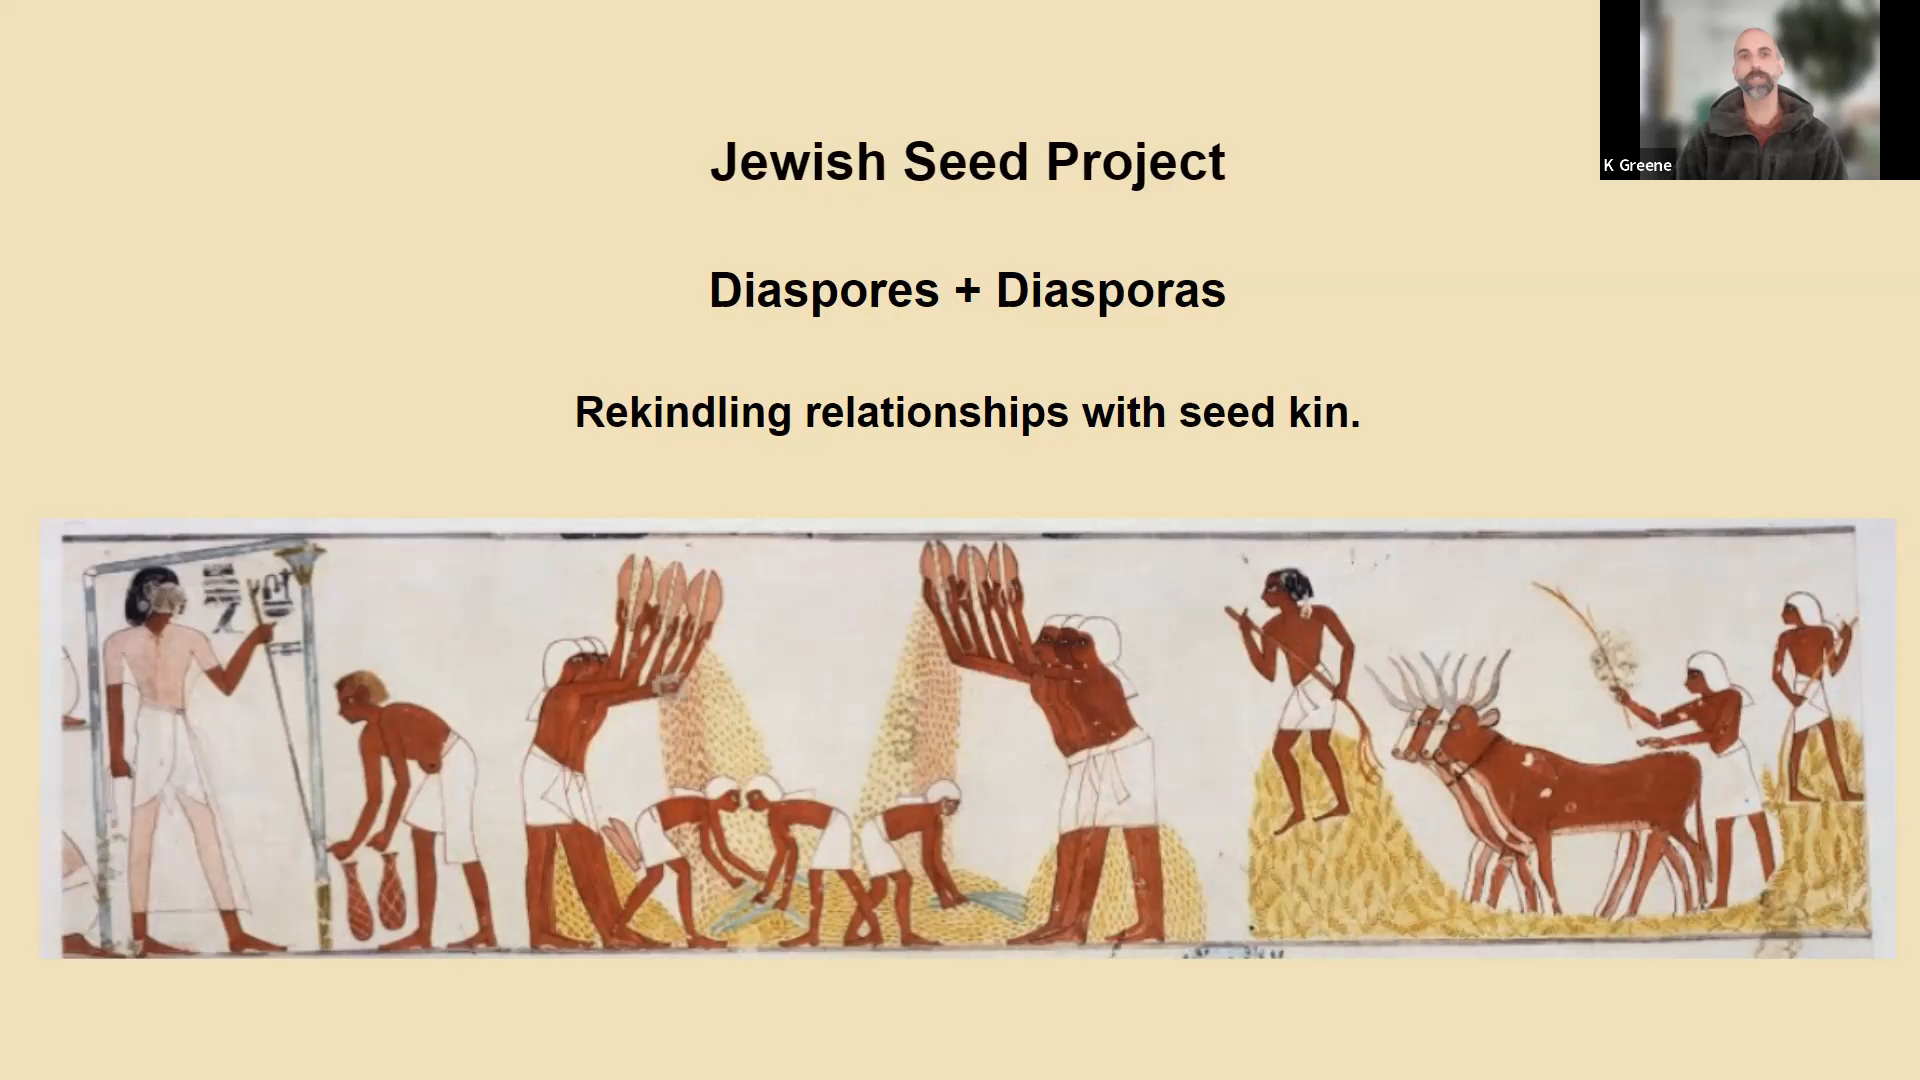 Jewish Seed Project
K Greene
Diaspores + Diasporas
Rekindling relationships with seed kin.